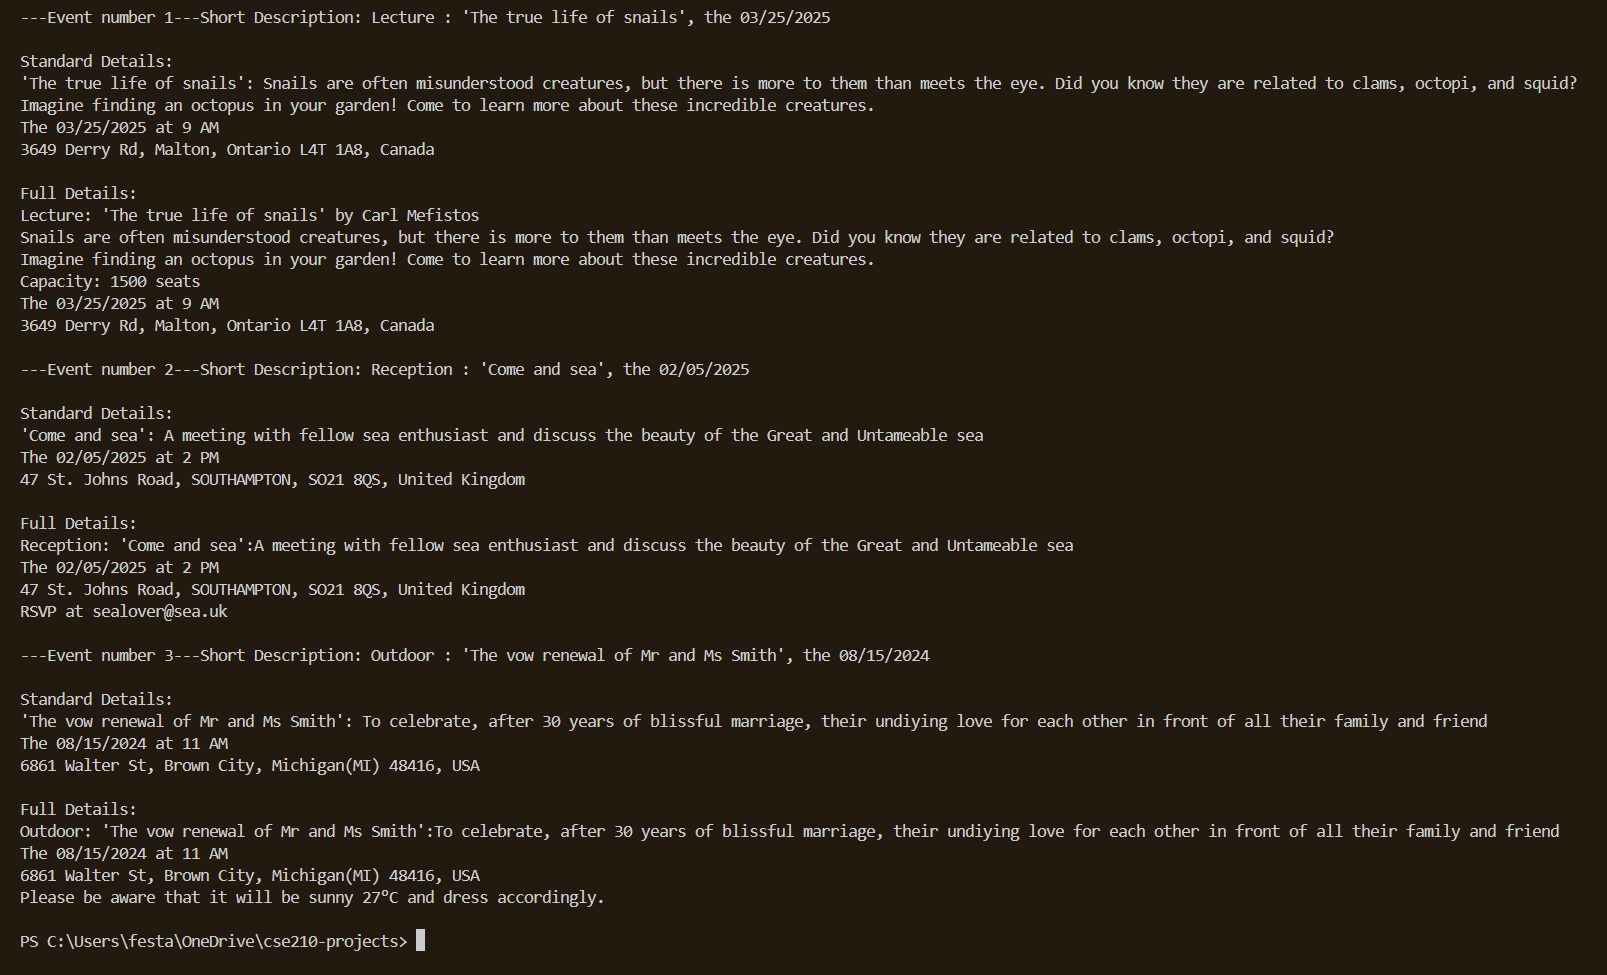 ---Event number 1---Short Description: Lecture : 'The true life of snails', the 03/25/2025
Standard Details:
'The true life of snails': Snails are often misunderstood creatures, but there is more to them than meets the eye. Did you know they are related to clams, octopi, and squid?
Imagine finding an octopus in your garden! Come to learn more about these incredible creatures.
The 03/25/2025 at 9 AM
3649 Derry Rd, Malton, Ontario L4T 1A8, Canada
Full Details:
Lecture: 'The true life of snails' by Carl Mefistos
Snails are often misunderstood creatures, but there is more to them than meets the eye. Did you know they are related to clams, octopi, and squid?
Imagine finding an octopus in your garden! Come to learn more about these incredible creatures.
Capacity: 1500 seats
The 03/25/2025 at 9 AM
3649 Derry Rd, Malton, Ontario L4T 1A8, Canada
---Event number 2---Short Description: Reception : 'Come and sea', the 02/05/2025
Standard Details:
'Come and sea': A meeting with fellow sea enthusiast and discuss the beauty of the Great and Untameable sea
The 02/05/2025 at 2 PM
47 St. Johns Road, SOUTHAMPTON, SO21 8QS, United Kingdom
Full Details:
Reception: 'Come and sea':A meeting with fellow sea enthusiast and discuss the beauty of the Great and Untameable sea
The 02/05/2025 at 2 PM
47 St. Johns Road, SOUTHAMPTON, SO21 8QS, United Kingdom
RSVP at sealover@sea.uk
---Event number 3---Short Description: Outdoor : 'The vow renewal of Mr and Ms Smith', the 08/15/2024
Standard Details:
'The vow renewal of Mr and Ms Smith': To celebrate, after 30 years of blissful marriage, their undiying love for each other in front of all their family and friend
The 08/15/2024 at 11 AM
6861 Walter St, Brown City, Michigan(MI) 48416, USA
Full Details:
Outdoor: 'The vow renewal of Mr and Ms Smith':To celebrate, after 30 years of blissful marriage, their undiying love for each other in front of all their family and friend
The 08/15/2024 at 11 AM
6861 Walter St, Brown City, Michigan(MI) 48416, USA
Please be aware that it will be sunny 27°C and dress accordingly.
PS C:\Users\festa\OneDrive\cse210-projects>